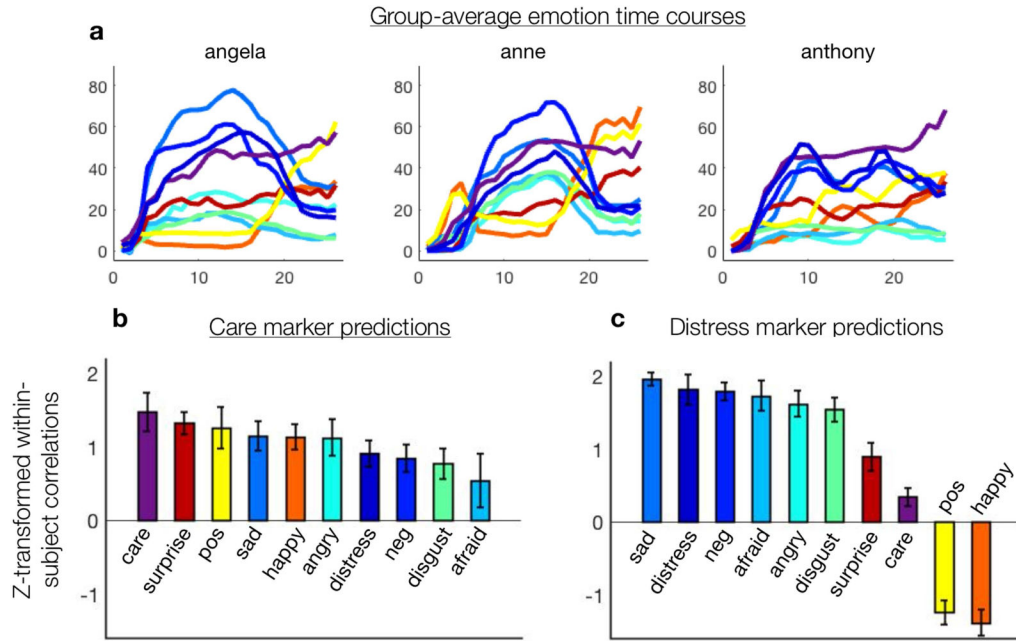 Group-average emotion time courses
a
angela
anne
anthony
80
60
40
20
0
0
10
20
80
60
40
20
0
0
10
20
80
60
40
20
0
0
10
20
b
Care marker predictions
c
Distress marker predictions
Z-transformed within-
subject correlations
2
1
0
-1
care
surprise
pos
sad
happy
angry
distress
neg
disgust
afraid
2
1
0
-1
sad
distress
neg
afraid
angry
disgust
surprise
care
pos
happy